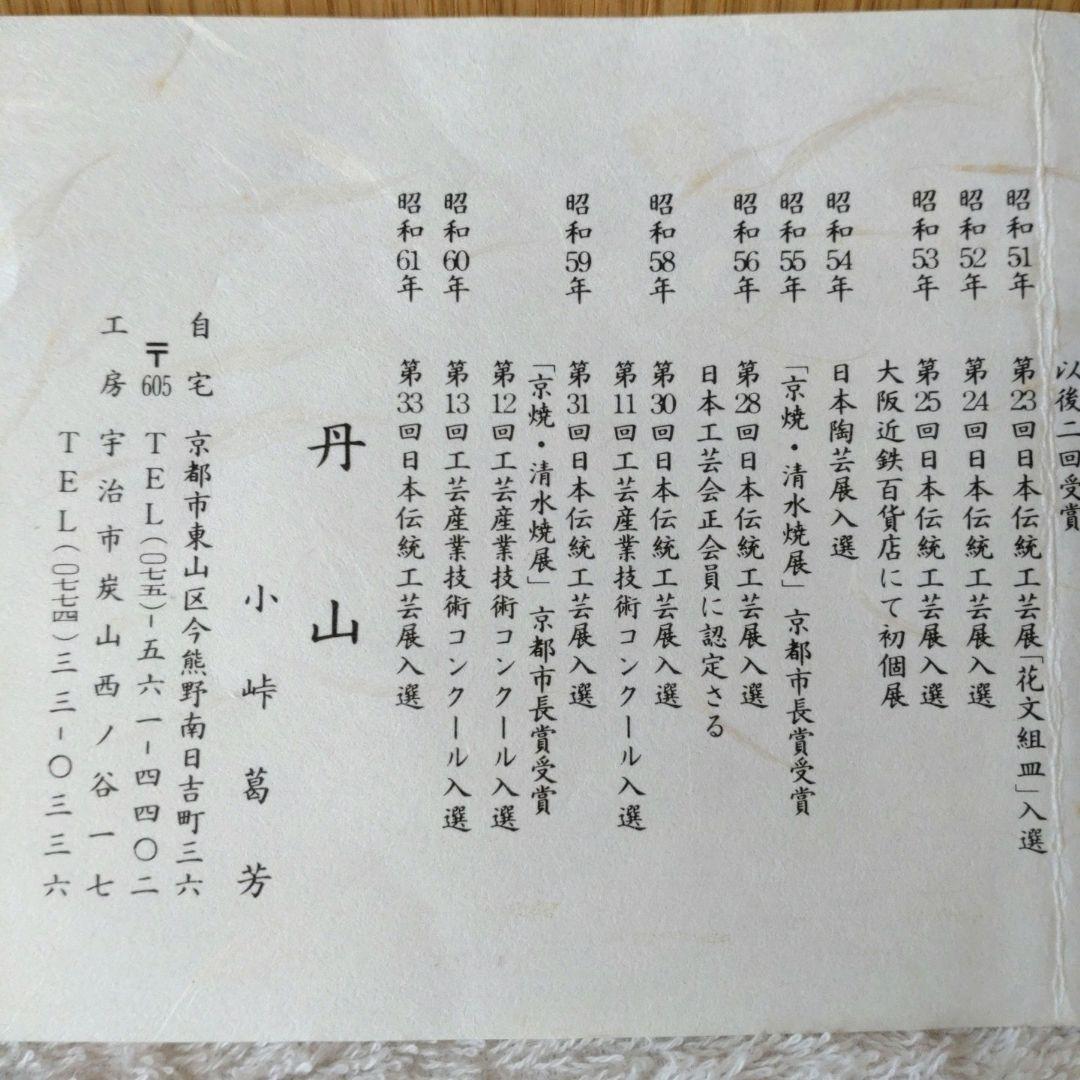 以後二回受賞
昭和51年 第23回日本伝統工芸展「花文組皿」入選
昭和52年 第24回日本伝統工芸展入選
昭和53年 第25回日本伝統工芸展入選
大阪近鉄百貨店にて初個展
昭和54年 日本陶芸展入選
昭和55年 「京焼・清水焼展」京都市長賞受賞
昭和56年 第28回日本伝統工芸展入選
日本工芸会正会員に認定さる
昭和58年 第30回日本伝統工芸展入選
第11回工芸産業技術コンクール入選
昭和59年 第31回日本伝統工芸展入選
「京焼・清水焼展」京都市長賞受賞
第12回工芸産業技術コンクール入選
昭和60年 第13回工芸産業技術コンクール入選
昭和61年 第33回日本伝統工芸展入選
丹山
小峠葛芳
自宅 京都市東山区今熊野南日吉町三六
〒605 TEL(〇七五)-五六一-四四〇二
工房 宇治市炭山西ノ谷一七
TEL(〇七七四)三三-〇三三六